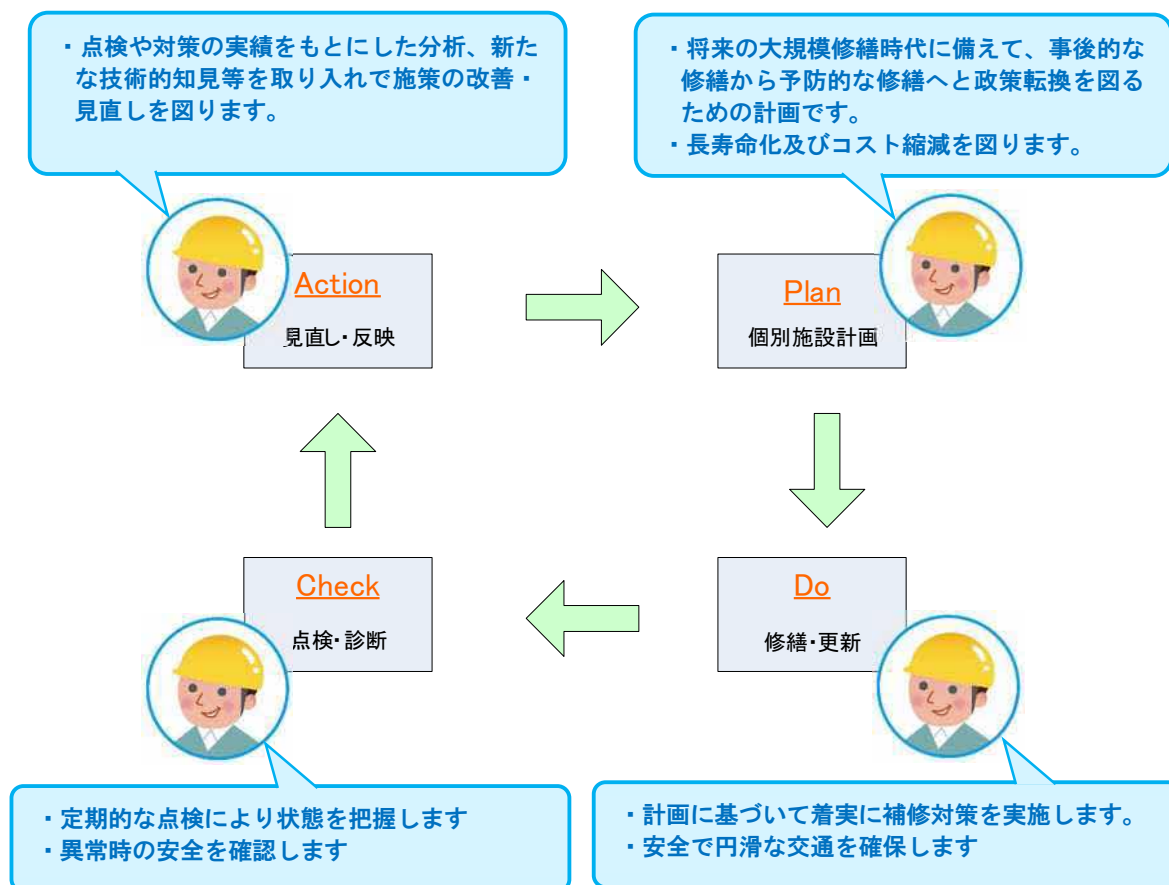 ・点検や対策の実績をもとにした分析、新た
な技術的知見等を取り入れで施策の改善・
見直しを図ります。
・将来の大規模修繕時代に備えて、事後的な
修繕から予防的な修繕へと政策転換を図る
ための計画です。
・長寿命化及びコスト縮減を図ります。
Action
見直し・反映
Plan
個別施設計画
Check
点検・診断
Do
修繕・更新
・定期的な点検により状態を把握します
・異常時の安全を確認します
・計画に基づいて着実に補修対策を実施します。
・安全で円滑な交通を確保します